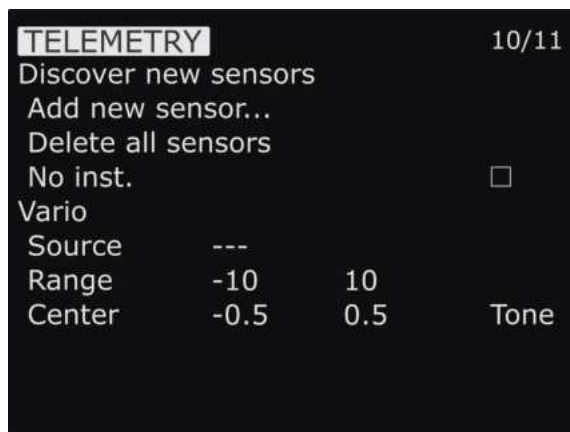 TELEMETRY 10/11
Discover new sensors
Add new sensor...
Delete all sensors
No inst.
Vario
Source ---
Range -10 10
Center -0.5 0.5 Tone